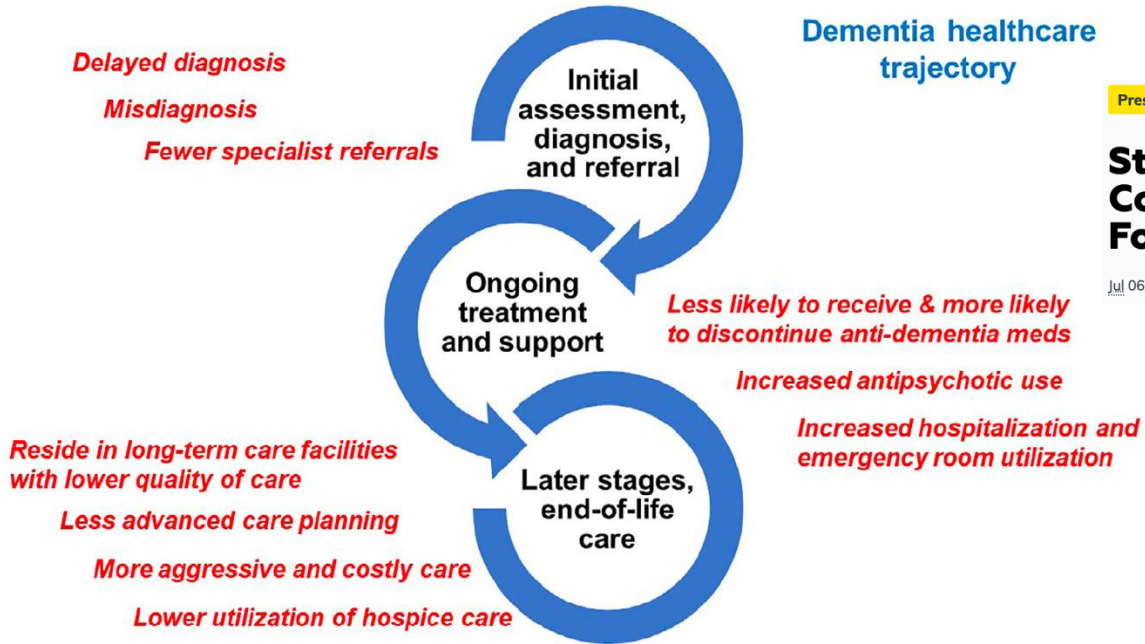 Dementia healthcare
trajectory
Delayed diagnosis
Misdiagnosis
Fewer specialist referrals
Initial
assessment,
diagnosis,
and referral
Ongoing
treatment
and support
Less likely to receive & more likely
to discontinue anti-dementia meds
Increased antipsychotic use
Increased hospitalization and
emergency room utilization
Reside in long-term care facilities
with lower quality of care
Less advanced care planning
More aggressive and costly care
Lower utilization of hospice care
Later stages,
end-of-life
care
Jul 06